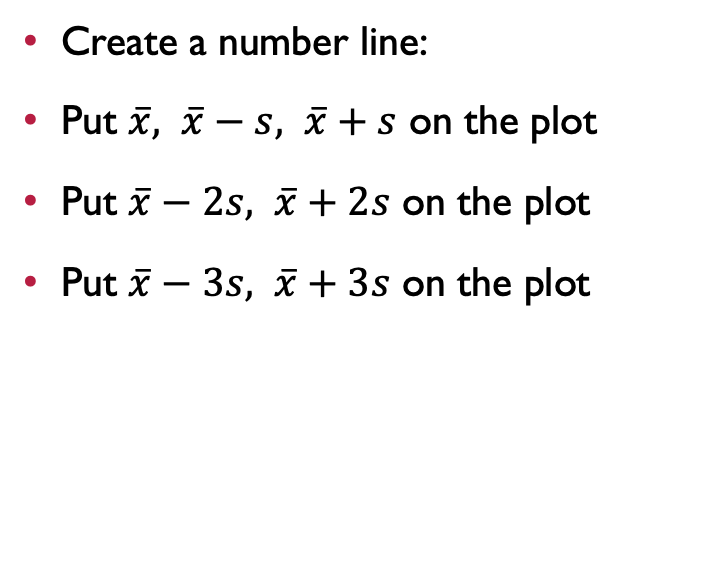 • Create a number line:
• Put x̄, x̄ − s, x̄ + s on the plot
• Put x̄ − 2s, x̄ + 2s on the plot
• Put x̄ − 3s, x̄ + 3s on the plot